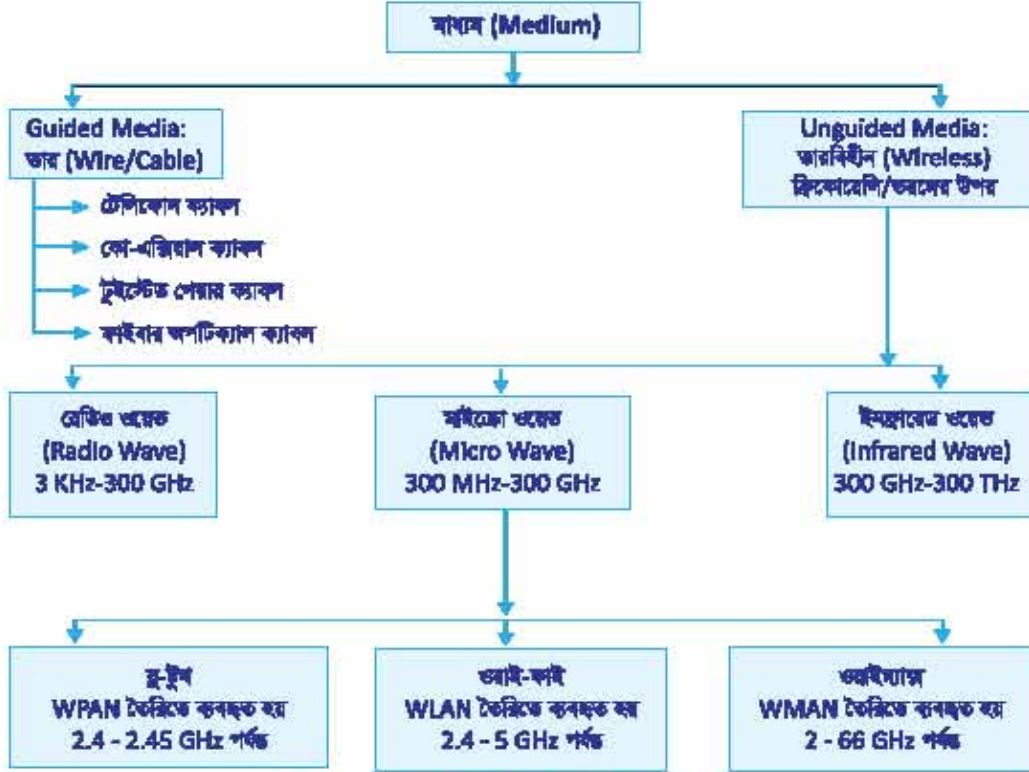 মাধ্যম (Medium)
Guided Media:
তার (Wire/Cable)
টেলিফোন ক্যাবল
কো-এক্সিয়াল ক্যাবল
টুইস্টেড পেয়ার ক্যাবল
ফাইবার অপটিক্যাল ক্যাবল
Unguided Media:
তারবিহীন (Wireless)
ফ্রিকোয়েন্সি/তরঙ্গের উপর
রেডিও ওয়েভ
(Radio Wave)
3 KHz-300 GHz
মাইক্রো ওয়েভ
(Micro Wave)
300 MHz-300 GHz
ইনফ্রারেড ওয়েভ
(Infrared Wave)
300 GHz-300 THz
ব্লু-টুথ
WPAN তৈরিতে ব্যবহৃত হয়
2.4 - 2.45 GHz পর্যন্ত
ওয়াই-ফাই
WLAN তৈরিতে ব্যবহৃত হয়
2.4 - 5 GHz পর্যন্ত
ওয়াইম্যাক্স
WMAN তৈরিতে ব্যবহৃত হয়
2 - 66 GHz পর্যন্ত